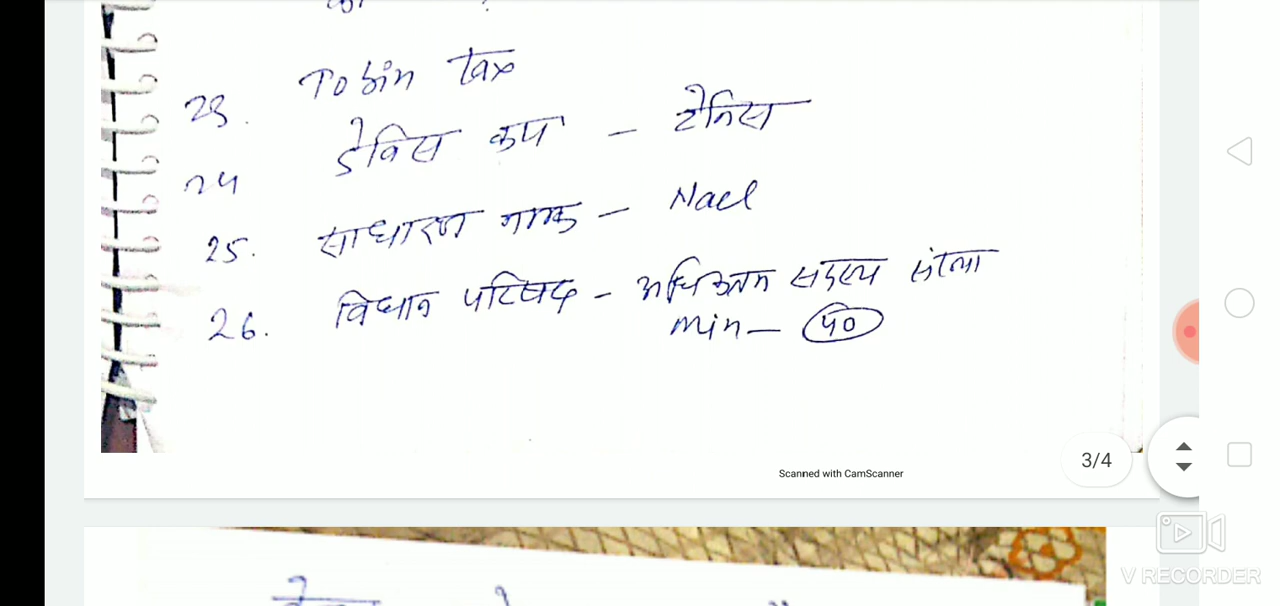 23. Tobin Tax
24 डेविस कप - टेनिस
25. साधारण नमक - Nacl
26. विधान परिषद - अधिकतम सदस्य संख्या
min - 40
3/4
Scanned with CamScanner
V RECORDER